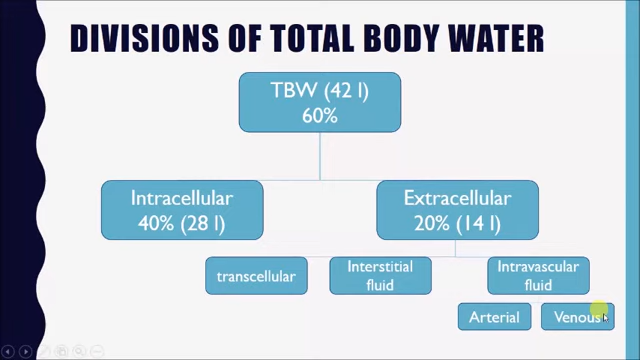 DIVISIONS OF TOTAL BODY WATER
TBW (42 l)
60%
Intracellular
40% (28 l)
Extracellular
20% (14 l)
transcellular
Interstitial
fluid
Intravascular
fluid
Arterial
Venous